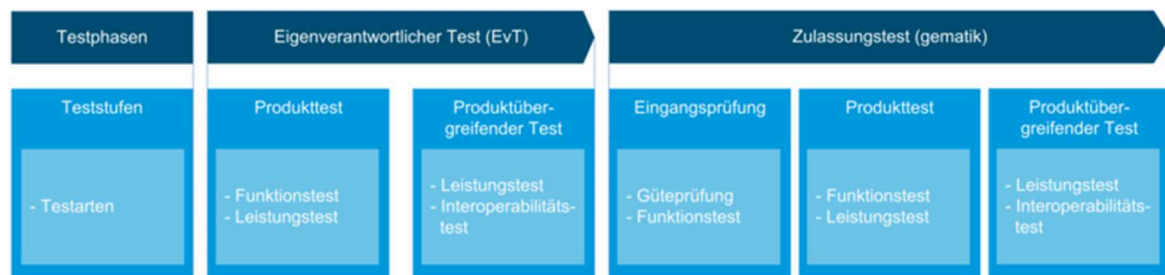 Testphasen
Eigenverantwortlicher Test (EvT)
Zulassungstest (gematik)
Teststufen
- Testarten
Produkttest
- Funktionstest
- Leistungstest
Produktüber-
greifender Test
- Leistungstest
- Interoperabilitäts-
test
Eingangsprüfung
- Güteprüfung
- Funktionstest
Produkttest
- Funktionstest
- Leistungstest
Produktüber-
greifender Test
- Leistungstest
- Interoperabilitäts-
test